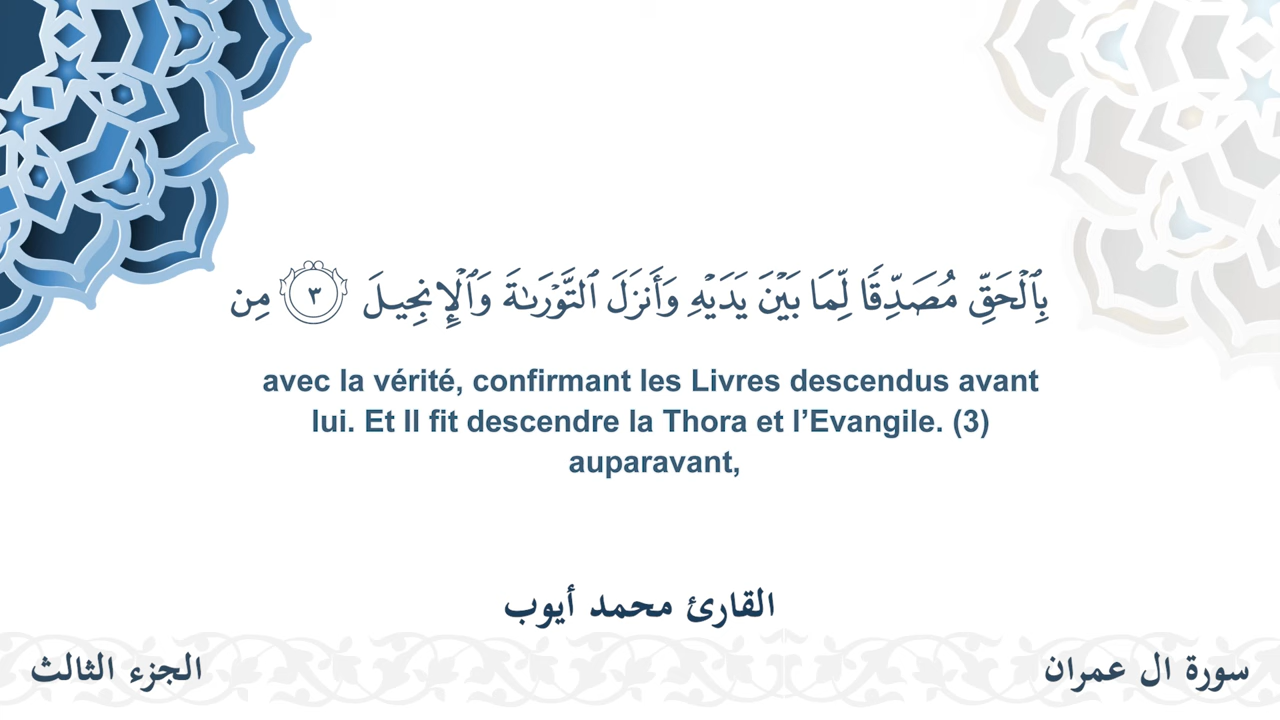 بِٱلۡحَقِّ مُصَدِّقٗا لِّمَا بَيۡنَ يَدَيۡهِ وَأَنزَلَ ٱلتَّوۡرَىٰةَ وَٱلۡإِنجِيلَ ٣ مِن
avec la vérité, confirmant les Livres descendus avant
lui. Et Il fit descendre la Thora et l’Evangile. (3)
auparavant,
القارئ محمد أيوب
سورة ال عمران
الجزء الثالث